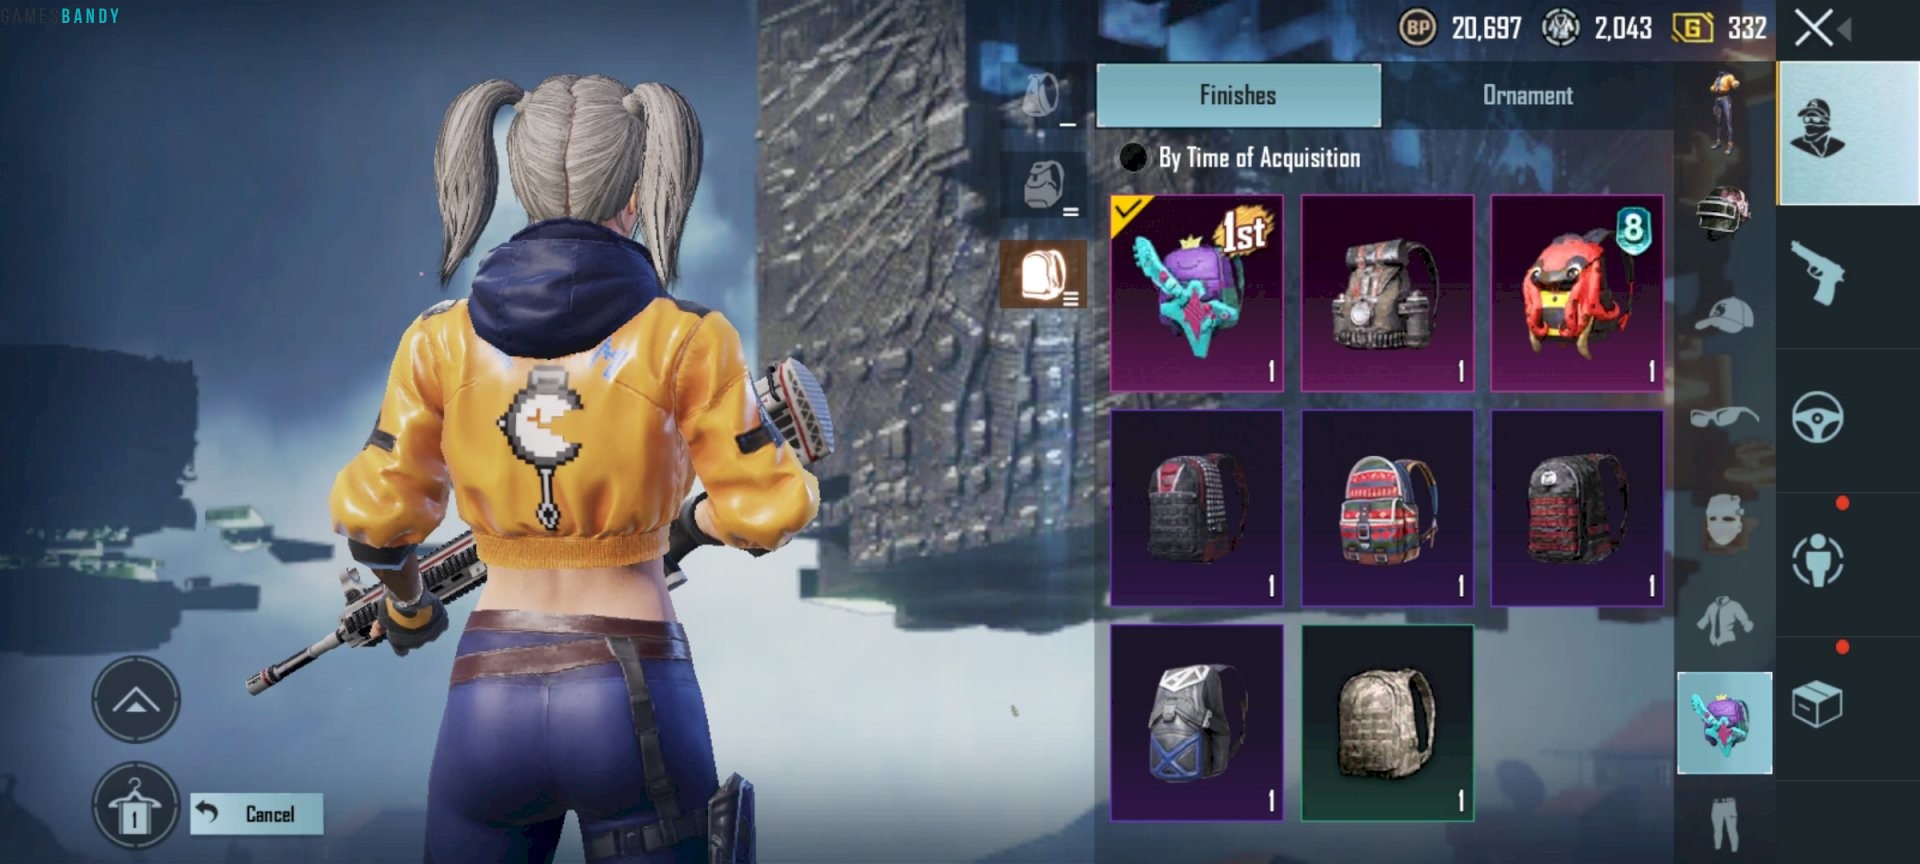 GAMESBANDY
BP 20,697 2,043 G 332
Finishes Ornament
By Time of Acquisition
1st 8
1 1 1
1 1 1
1 1
1 Cancel